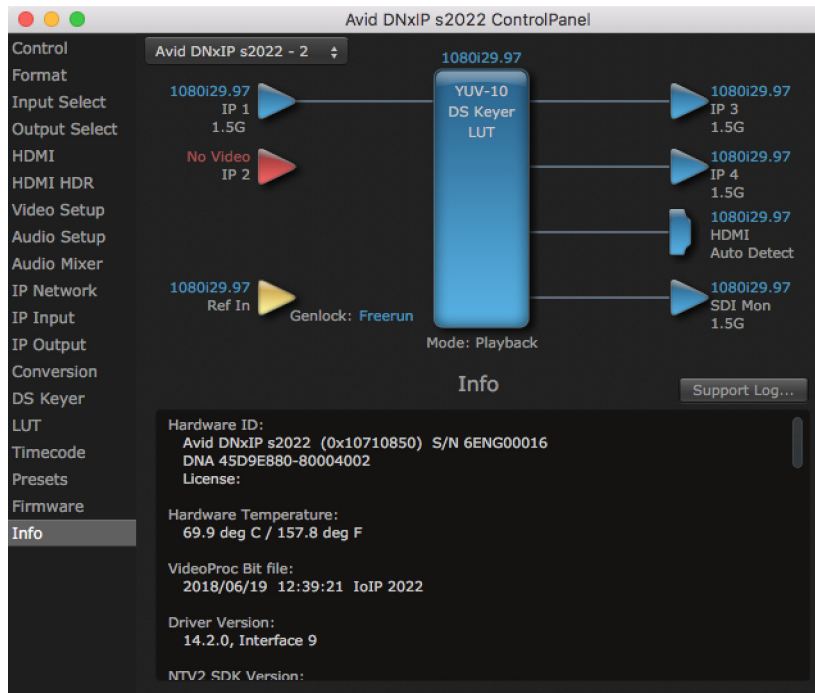 Avid DNxIP s2022 ControlPanel
Control
Format
Input Select
Output Select
HDMI
HDMI HDR
Video Setup
Audio Setup
Audio Mixer
IP Network
IP Input
IP Output
Conversion
DS Keyer
LUT
Timecode
Presets
Firmware
Info
Avid DNxIP s2022 - 2
1080i29.97
IP 1
1.5G
No Video
IP 2
1080i29.97
Ref In
Genlock: Freerun
1080i29.97
YUV-10
DS Keyer
LUT
Mode: Playback
1080i29.97
IP 3
1.5G
1080i29.97
IP 4
1.5G
1080i29.97
HDMI
Auto Detect
1080i29.97
SDI Mon
1.5G
Info
Support Log...
Hardware ID:
Avid DNxIP s2022 (0x10710850) S/N 6ENG00016
DNA 45D9E880-80004002
License:
Hardware Temperature:
69.9 deg C / 157.8 deg F
VideoProc Bit file:
2018/06/19 12:39:21 IoIP 2022
Driver Version:
14.2.0, Interface 9
NTV2 SDK Version: